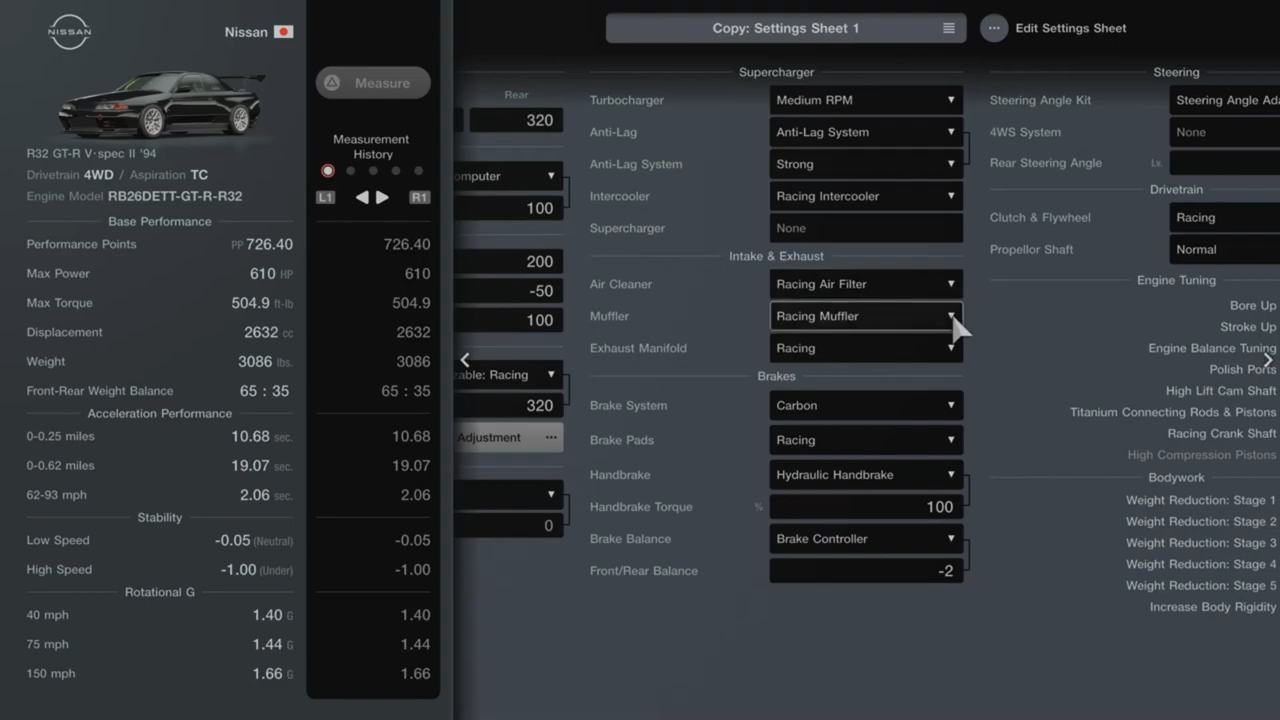 NISSAN
Nissan
R32 GT-R V·spec II '94
Drivetrain 4WD / Aspiration TC
Engine Model RB26DETT-GT-R-R32
Base Performance
Performance Points PP 726.40
Max Power 610 HP
Max Torque 504.9 ft-lb
Displacement 2632 cc
Weight 3086 lbs.
Front-Rear Weight Balance 65 : 35
Acceleration Performance
0-0.25 miles 10.68 sec.
0-0.62 miles 19.07 sec.
62-93 mph 2.06 sec.
Stability
Low Speed -0.05 (Neutral)
High Speed -1.00 (Under)
Rotational G
40 mph 1.40 G
75 mph 1.44 G
150 mph 1.66 G
Measure
Measurement
History
L1 R1
726.40
610
504.9
2632
3086
65 : 35
10.68
19.07
2.06
-0.05
-1.00
1.40
1.44
1.66
Copy: Settings Sheet 1
Edit Settings Sheet
Rear
320
omputer
100
200
-50
100
zable: Racing
320
Adjustment
0
Supercharger
Turbocharger Medium RPM
Anti-Lag Anti-Lag System
Anti-Lag System Strong
Intercooler Racing Intercooler
Supercharger None
Intake & Exhaust
Air Cleaner Racing Air Filter
Muffler Racing Muffler
Exhaust Manifold Racing
Brakes
Brake System Carbon
Brake Pads Racing
Handbrake Hydraulic Handbrake
Handbrake Torque % 100
Brake Balance Brake Controller
Front/Rear Balance -2
Steering
Steering Angle Kit Steering Angle Ada
4WS System None
Rear Steering Angle Lv.
Drivetrain
Clutch & Flywheel Racing
Propellor Shaft Normal
Engine Tuning
Bore Up
Stroke Up
Engine Balance Tuning
Polish Ports
High Lift Cam Shaft
Titanium Connecting Rods & Pistons
Racing Crank Shaft
High Compression Pistons
Bodywork
Weight Reduction: Stage 1
Weight Reduction: Stage 2
Weight Reduction: Stage 3
Weight Reduction: Stage 4
Weight Reduction: Stage 5
Increase Body Rigidity